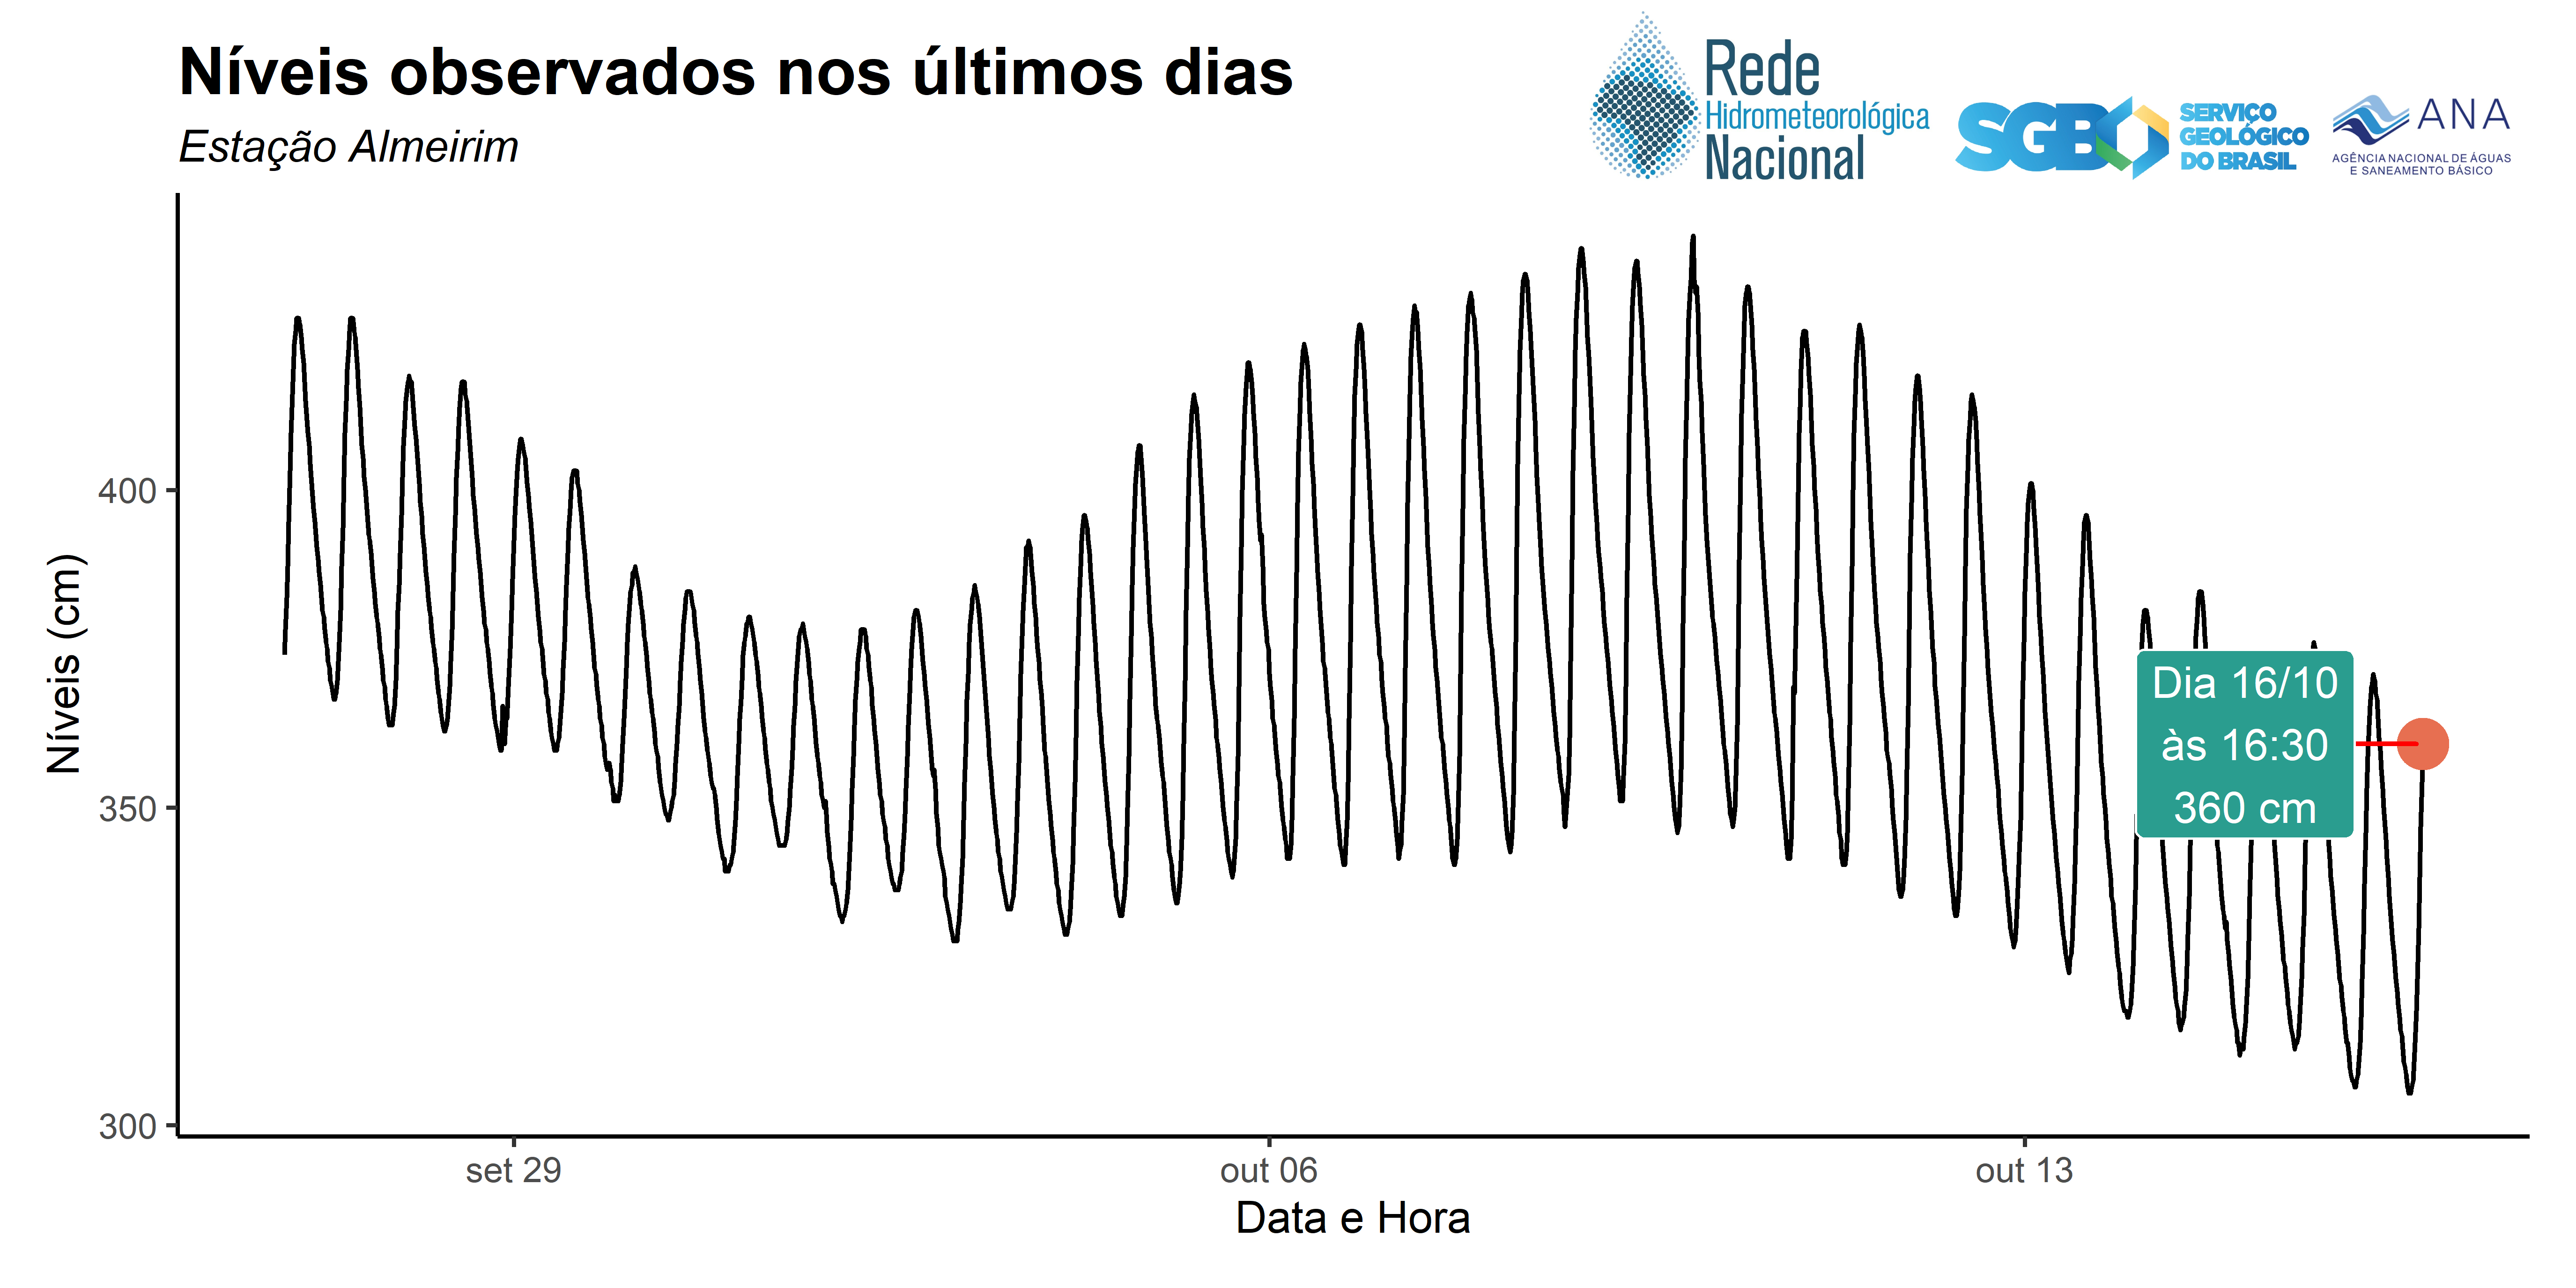 Níveis observados nos últimos dias
Estação Almeirim
Rede
Hidrometeorológica
Nacional
SGB
SERVIÇO
GEOLÓGICO
DO BRASIL
ANA
AGÊNCIA NACIONAL DE ÁGUAS
E SANEAMENTO BÁSICO
Níveis (cm)
400
350
300
Dia 16/10
às 16:30
360 cm
set 29
out 06
out 13
Data e Hora